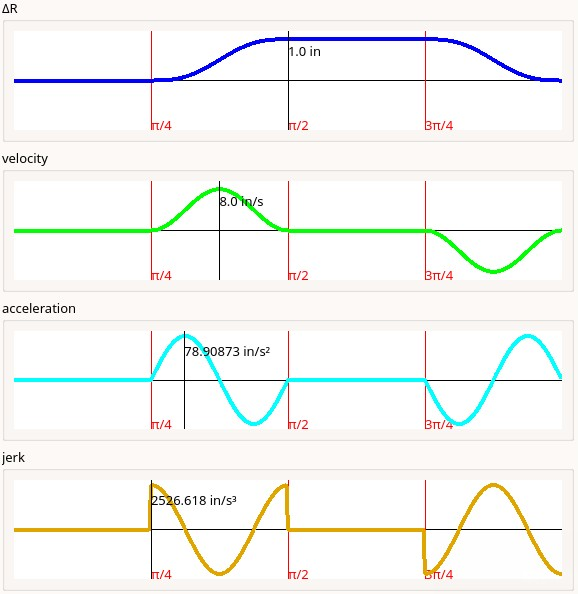 ΔR
1.0 in
π/4 π/2 3π/4
velocity
8.0 in/s
π/4 π/2 3π/4
acceleration
78.90873 in/s²
π/4 π/2 3π/4
jerk
2526.618 in/s³
π/4 π/2 3π/4